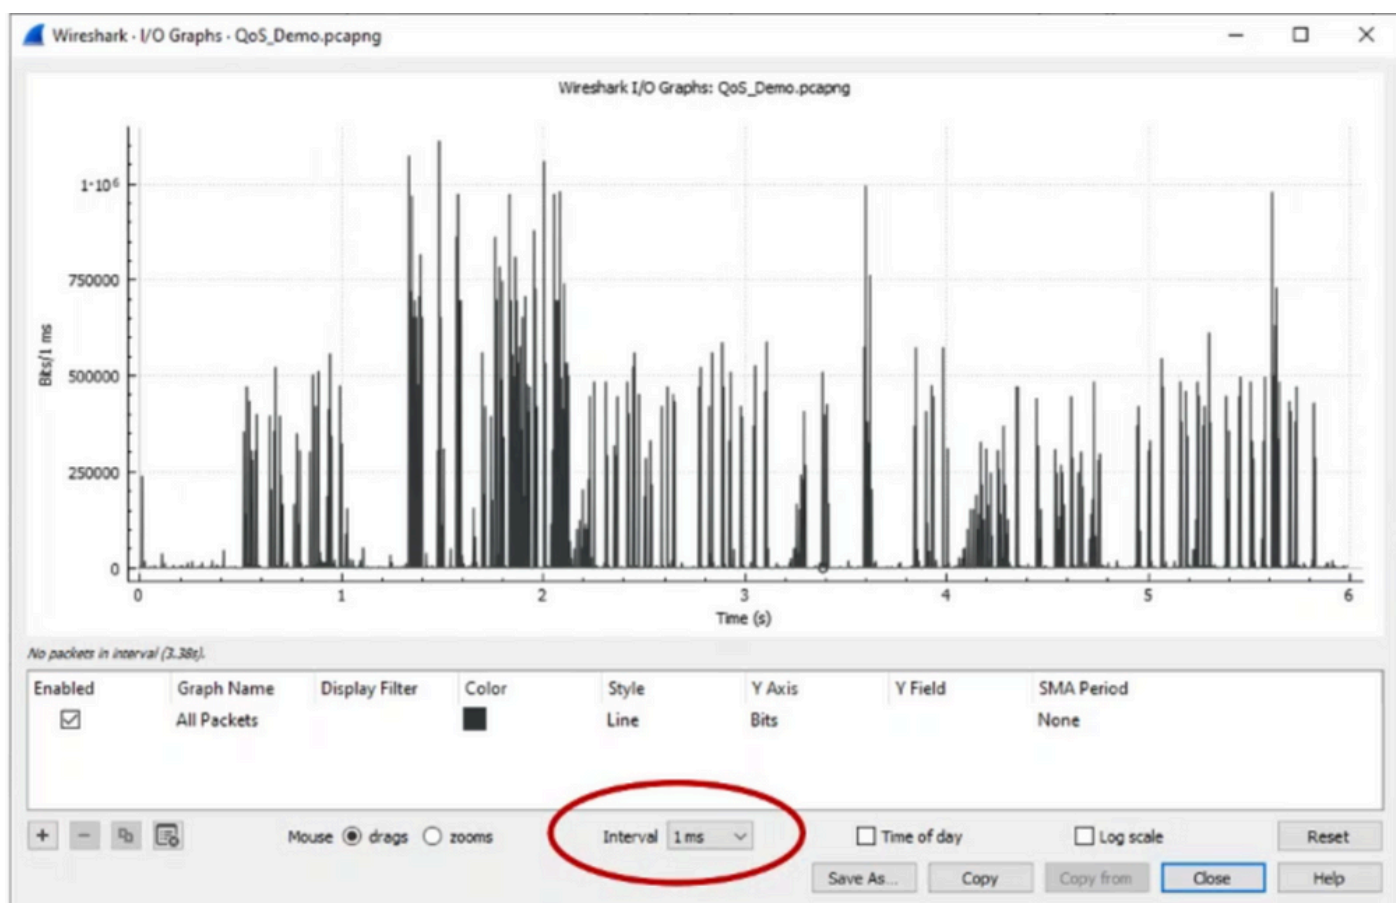 Wireshark · I/O Graphs · QoS_Demo.pcapng
Wireshark I/O Graphs: QoS_Demo.pcapng
1·10⁶
750000
500000
250000
0
Bits/1 ms
0 1 2 3 4 5 6
Time (s)
No packets in interval (3.38s).
Enabled Graph Name Display Filter Color Style Y Axis Y Field SMA Period
All Packets Line Bits None
+ − Mouse drags zooms Interval 1 ms Time of day Log scale Reset
Save As... Copy Copy from Close Help